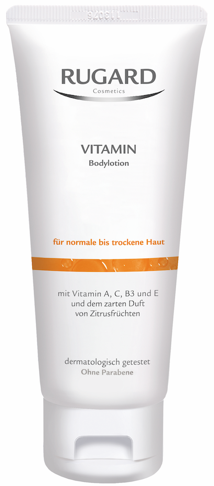 RUGARD
Cosmetics
VITAMIN
Bodylotion
für normale bis trockene Haut
mit Vitamin A, C, B3 und E
und dem zarten Duft
von Zitrusfrüchten
dermatologisch getestet
Ohne Parabene